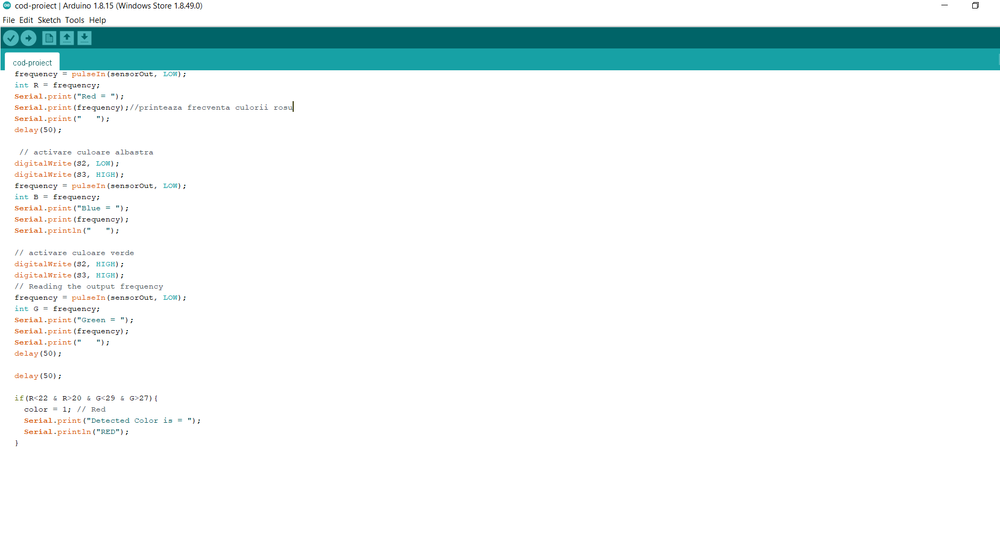 cod-proiect | Arduino 1.8.15 (Windows Store 1.8.49.0)
File Edit Sketch Tools Help
cod-proiect
frequency = pulseIn(sensorOut, LOW);
int R = frequency;
Serial.print("Red = ");
Serial.print(frequency);//printeaza frecventa culorii rosu
Serial.print("   ");
delay(50);
// activare culoare albastra
digitalWrite(S2, LOW);
digitalWrite(S3, HIGH);
frequency = pulseIn(sensorOut, LOW);
int B = frequency;
Serial.print("Blue = ");
Serial.print(frequency);
Serial.println("   ");
// activare culoare verde
digitalWrite(S2, HIGH);
digitalWrite(S3, HIGH);
// Reading the output frequency
frequency = pulseIn(sensorOut, LOW);
int G = frequency;
Serial.print("Green = ");
Serial.print(frequency);
Serial.print("   ");
delay(50);
delay(50);
if(R<22 & R>20 & G<29 & G>27){
color = 1; // Red
Serial.print("Detected Color is = ");
Serial.println("RED");
}